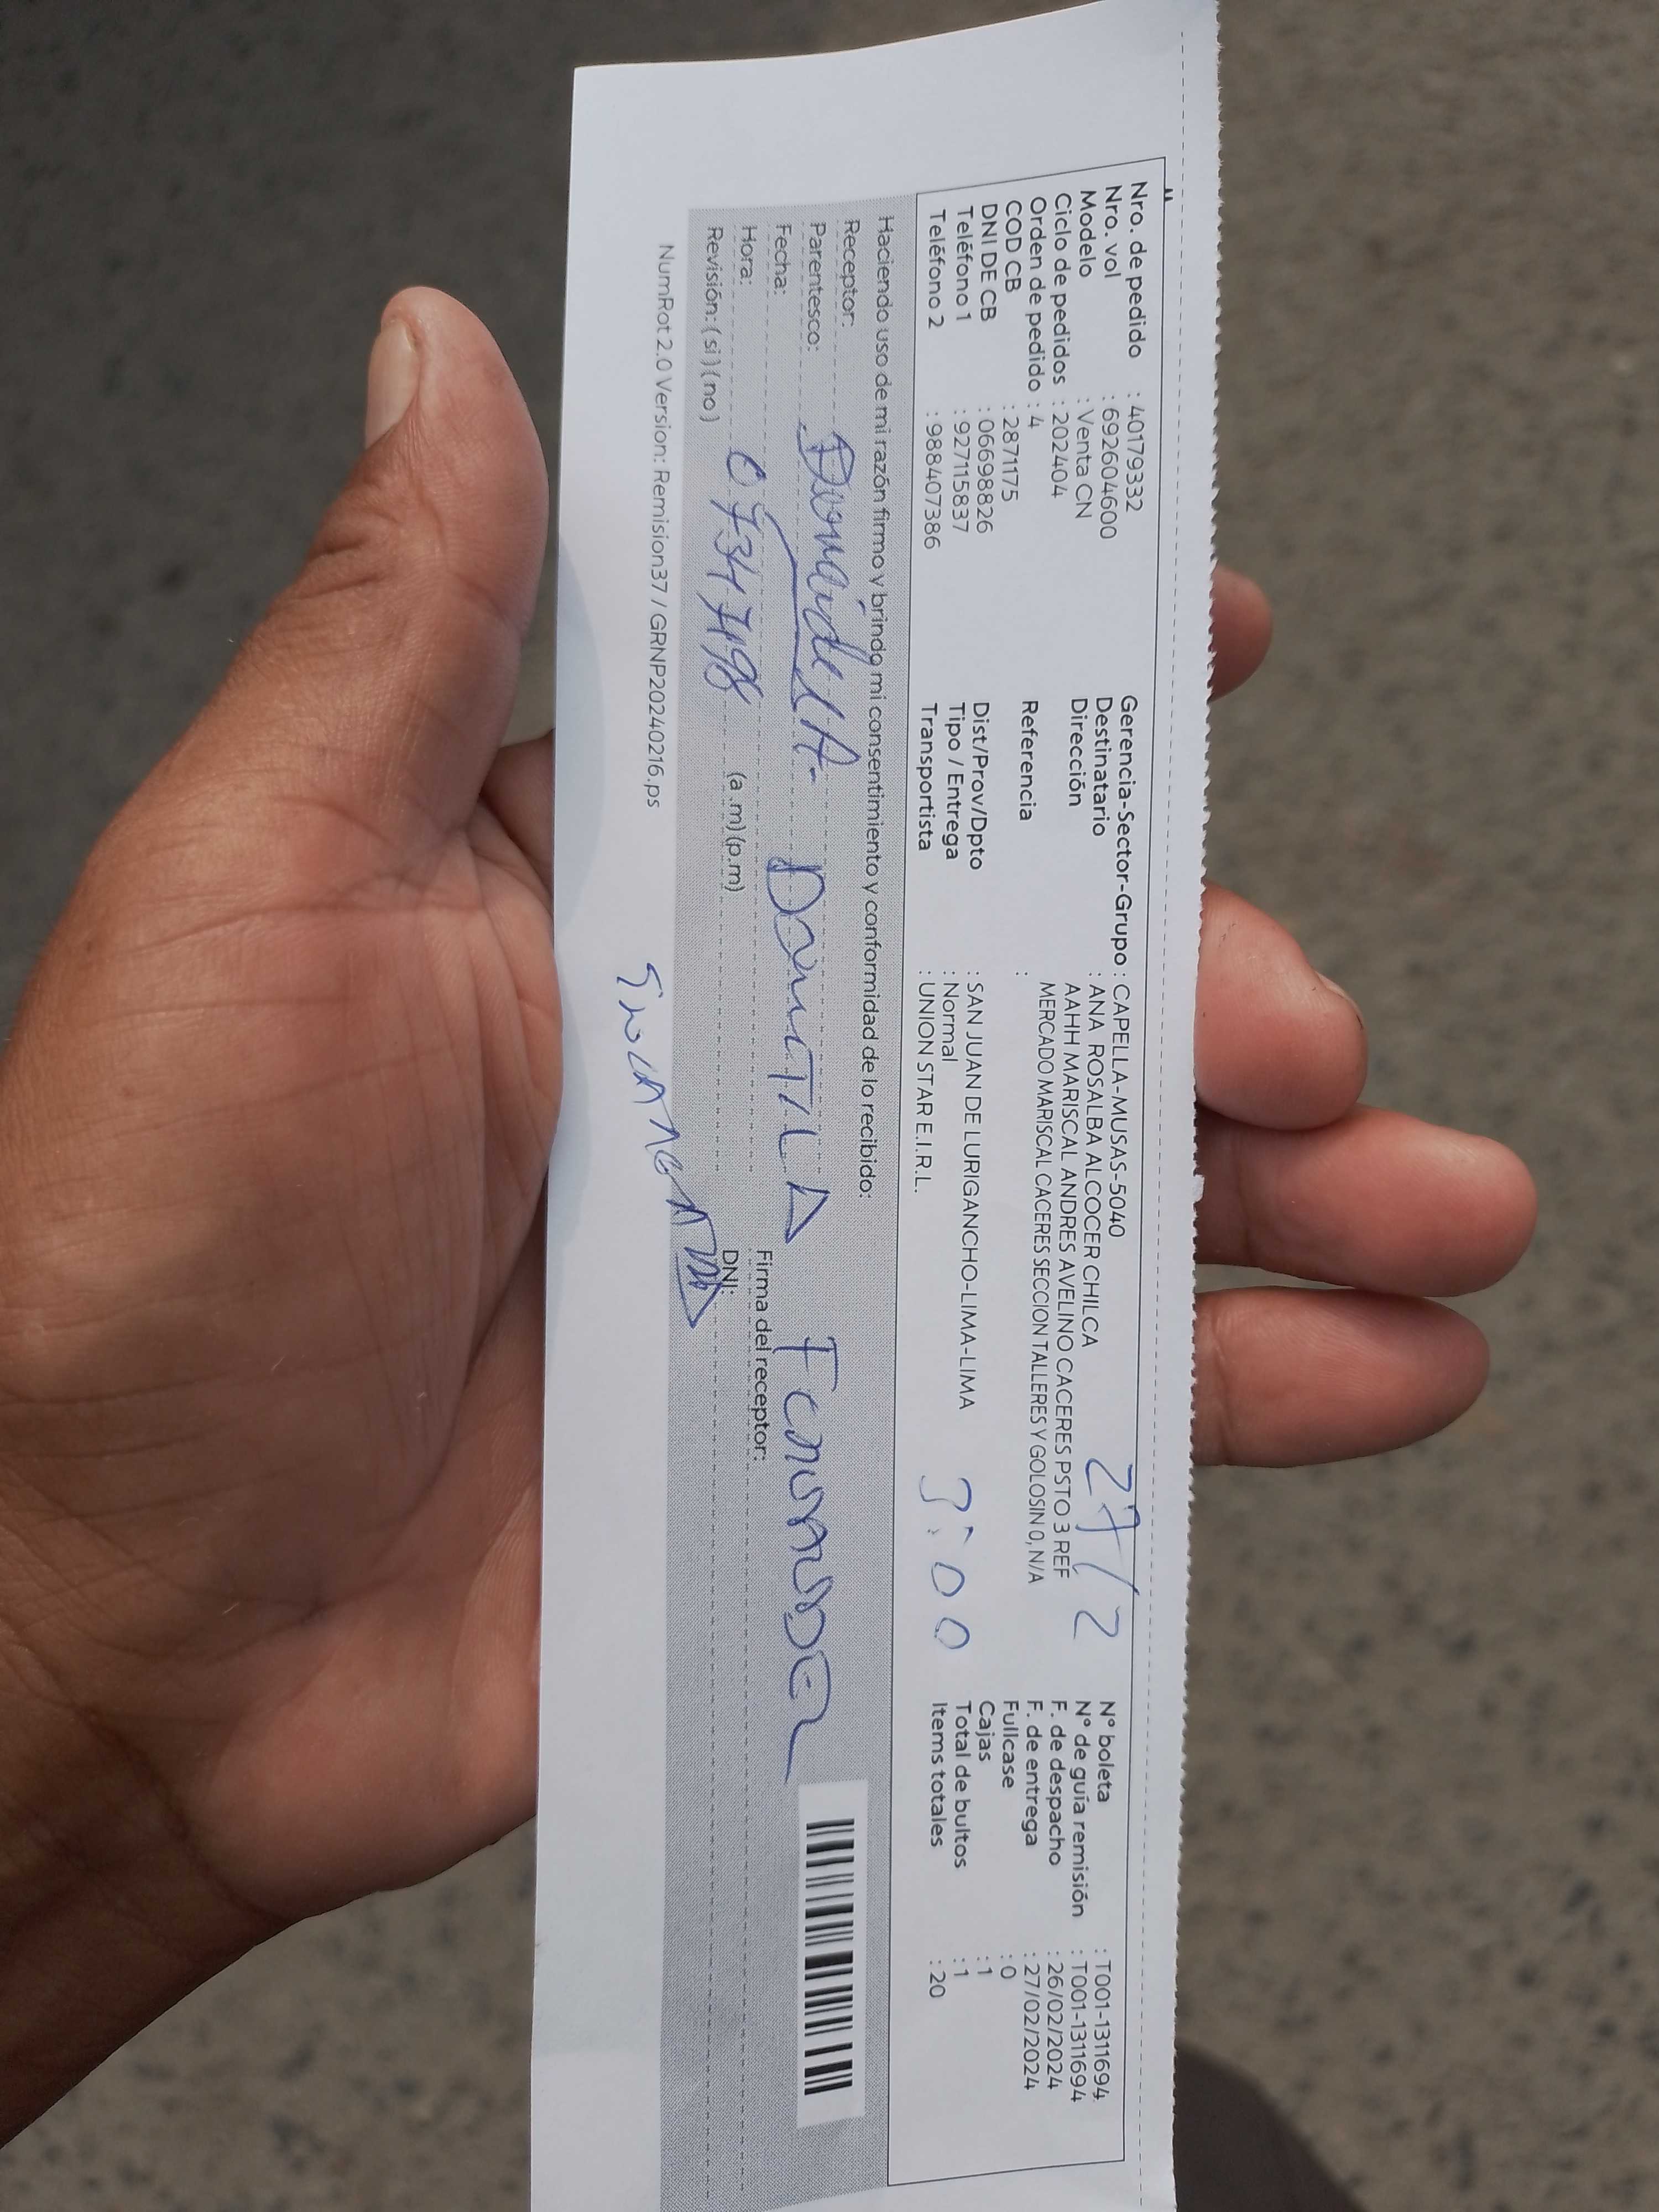 Nro. de pedido : 40179332
Nro. vol : 692604600
Modelo : Venta CN
Ciclo de pedidos : 202404
Orden de pedido : 4
COD CB : 2871175
DNI DE CB : 06698826
Teléfono 1 : 927115837
Teléfono 2 : 988407386
Gerencia-Sector-Grupo : CAPELLA-MUSAS-5040
Destinatario : ANA ROSALBA ALCOCER CHILCA
Dirección : AAHH MARISCAL ANDRES AVELINO CACERES PSTO 3 REF
MERCADO MARISCAL CACERES SECCION TALLERES Y GOLOSIN 0, N/A
Referencia :
Dist/Prov/Dpto : SAN JUAN DE LURIGANCHO-LIMA-LIMA
Tipo / Entrega : Normal
Transportista : UNION STAR E.I.R.L.
27/2
3:00
N° boleta : T001-1311694
N° de guía remisión : T001-1311694
F. de despacho : 26/02/2024
F. de entrega : 27/02/2024
Fullcase : 0
Cajas : 1
Total de bultos : 1
Items totales : 20
Haciendo uso de mi razón firmo y brindo mi consentimiento y conformidad de lo recibido:
Receptor:
Parentesco:
DOMITILA
Fecha:
Hora: (a.m) (p.m)
Revisión: ( si ) ( no )
Firma del receptor:
DNI:
NumRot 2.0 Version: Remision37 / GRNP20240216.ps